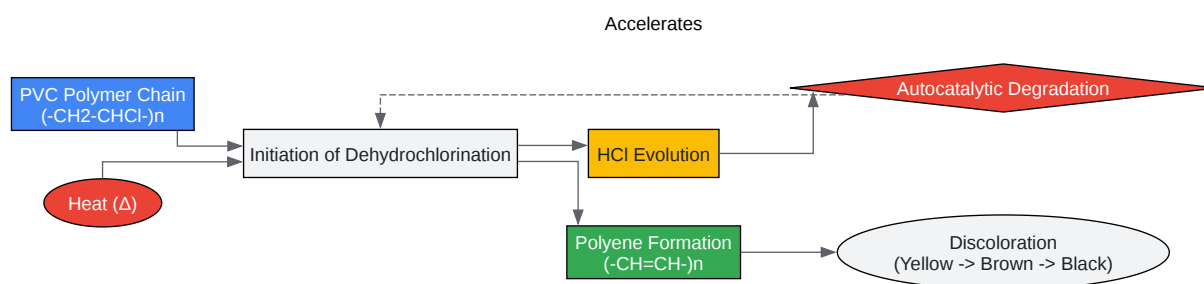 Accelerates
PVC Polymer Chain
(-CH2-CHCl-)n
Autocatalytic Degradation
Initiation of Dehydrochlorination
HCl Evolution
Heat (Δ)
Polyene Formation
(-CH=CH-)n
Discoloration
(Yellow -> Brown -> Black)